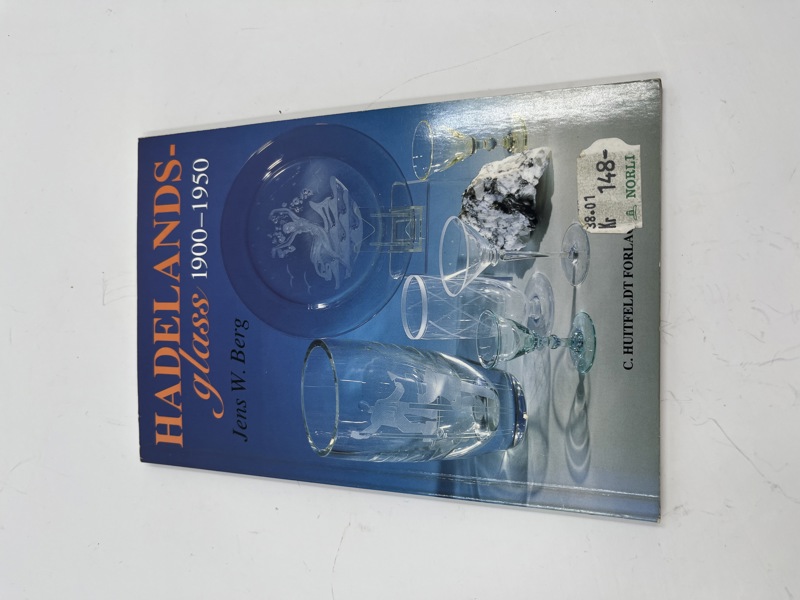 HADELANDS-
glass 1900–1950
Jens W. Berg
38.01
Kr 148-
n NORLI
C. HUITFELDT FORLA